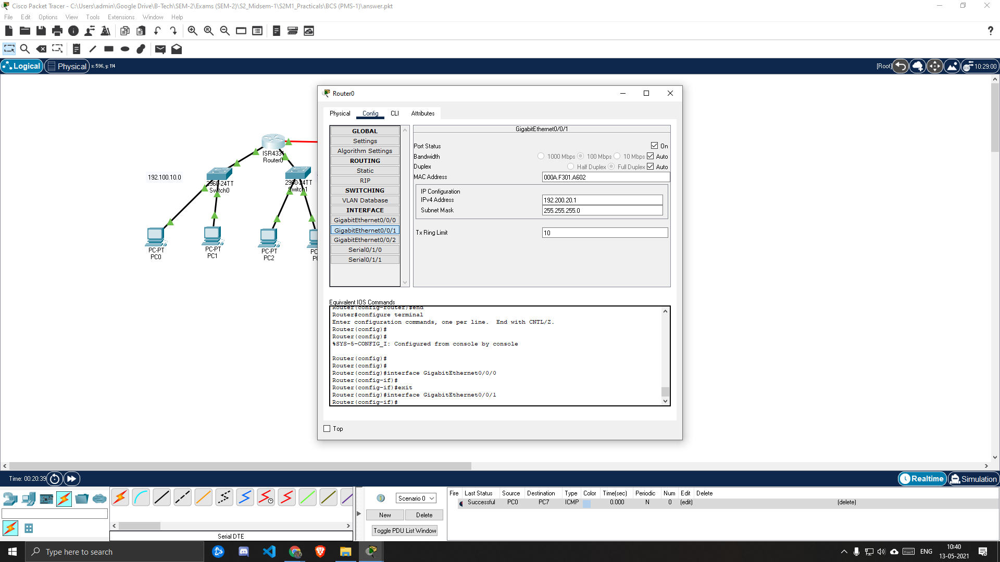 Cisco Packet Tracer - C:\Users\admin\Google Drive\B-Tech\SEM-2\Exams (SEM-2)\S2_Midsem-1\S2M1_Practicals\BCS (PMS-1)\answer.pkt
File Edit Options View Tools Extensions Window Help
Logical Physical x: 596, y: 114 [Root] 10:29:00
Router0
Physical Config CLI Attributes
GLOBAL
Settings
Algorithm Settings
ROUTING
Static
RIP
SWITCHING
VLAN Database
INTERFACE
GigabitEthernet0/0/0
GigabitEthernet0/0/1
GigabitEthernet0/0/2
Serial0/1/0
Serial0/1/1
GigabitEthernet0/0/1
Port Status On
Bandwidth 1000 Mbps 100 Mbps 10 Mbps Auto
Duplex Half Duplex Full Duplex Auto
MAC Address 000A.F301.A602
IP Configuration
IPv4 Address 192.200.20.1
Subnet Mask 255.255.255.0
Tx Ring Limit 10
Equivalent IOS Commands
Router(config-router)#end
Router#configure terminal
Enter configuration commands, one per line. End with CNTL/Z.
Router(config)#
Router(config)#
%SYS-5-CONFIG_I: Configured from console by console
Router(config)#
Router(config)#
Router(config)#interface GigabitEthernet0/0/0
Router(config-if)#
Router(config-if)#exit
Router(config)#interface GigabitEthernet0/0/1
Router(config-if)#
Top
ISR4331
Router0
192.100.10.0
2960-24TT
Switch0
2960-24TT
Switch1
PC-PT
PC0
PC-PT
PC1
PC-PT
PC2
PC
P
Time: 00:20:39 Realtime Simulation
Scenario 0
New Delete
Toggle PDU List Window
Serial DTE
Fire Last Status Source Destination Type Color Time(sec) Periodic Num Edit Delete
Successful PC0 PC7 ICMP 0.000 N 0 (edit) (delete)
Type here to search
ENG
10:40
13-05-2021